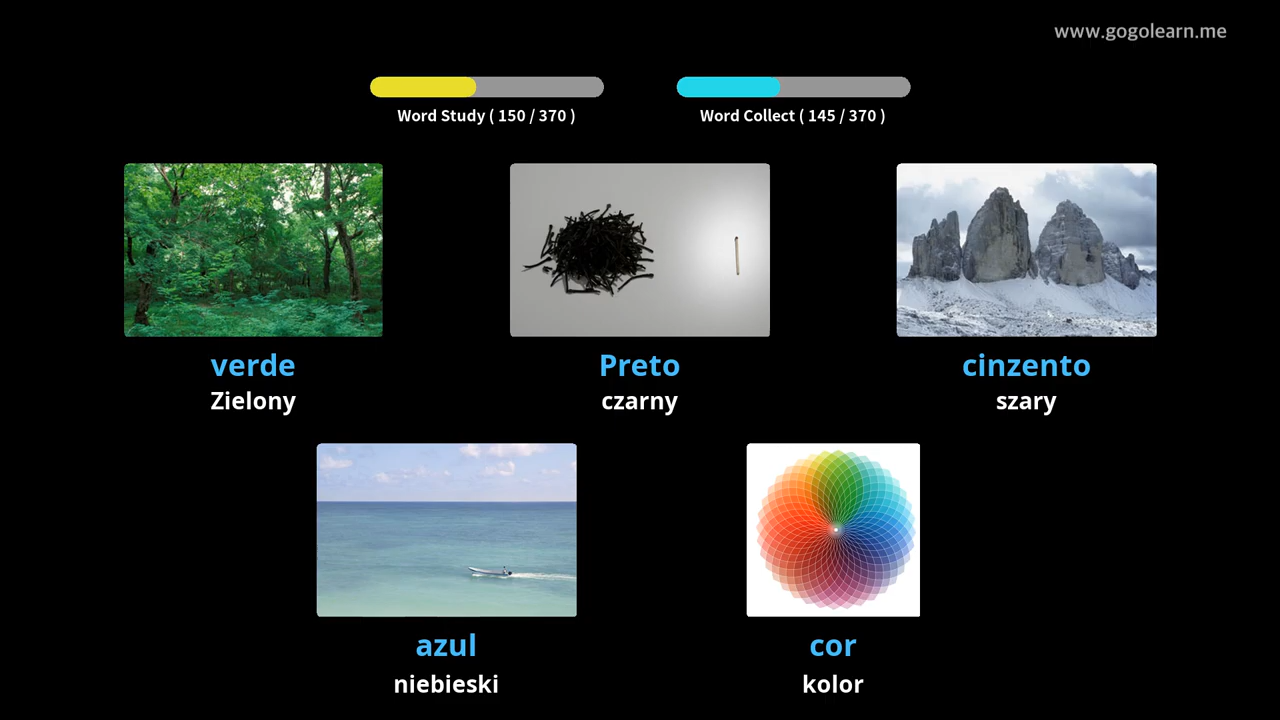 www.gogolearn.me
Word Study ( 150 / 370 )
Word Collect ( 145 / 370 )
verde
Preto
cinzento
Zielony
czarny
szary
azul
cor
niebieski
kolor